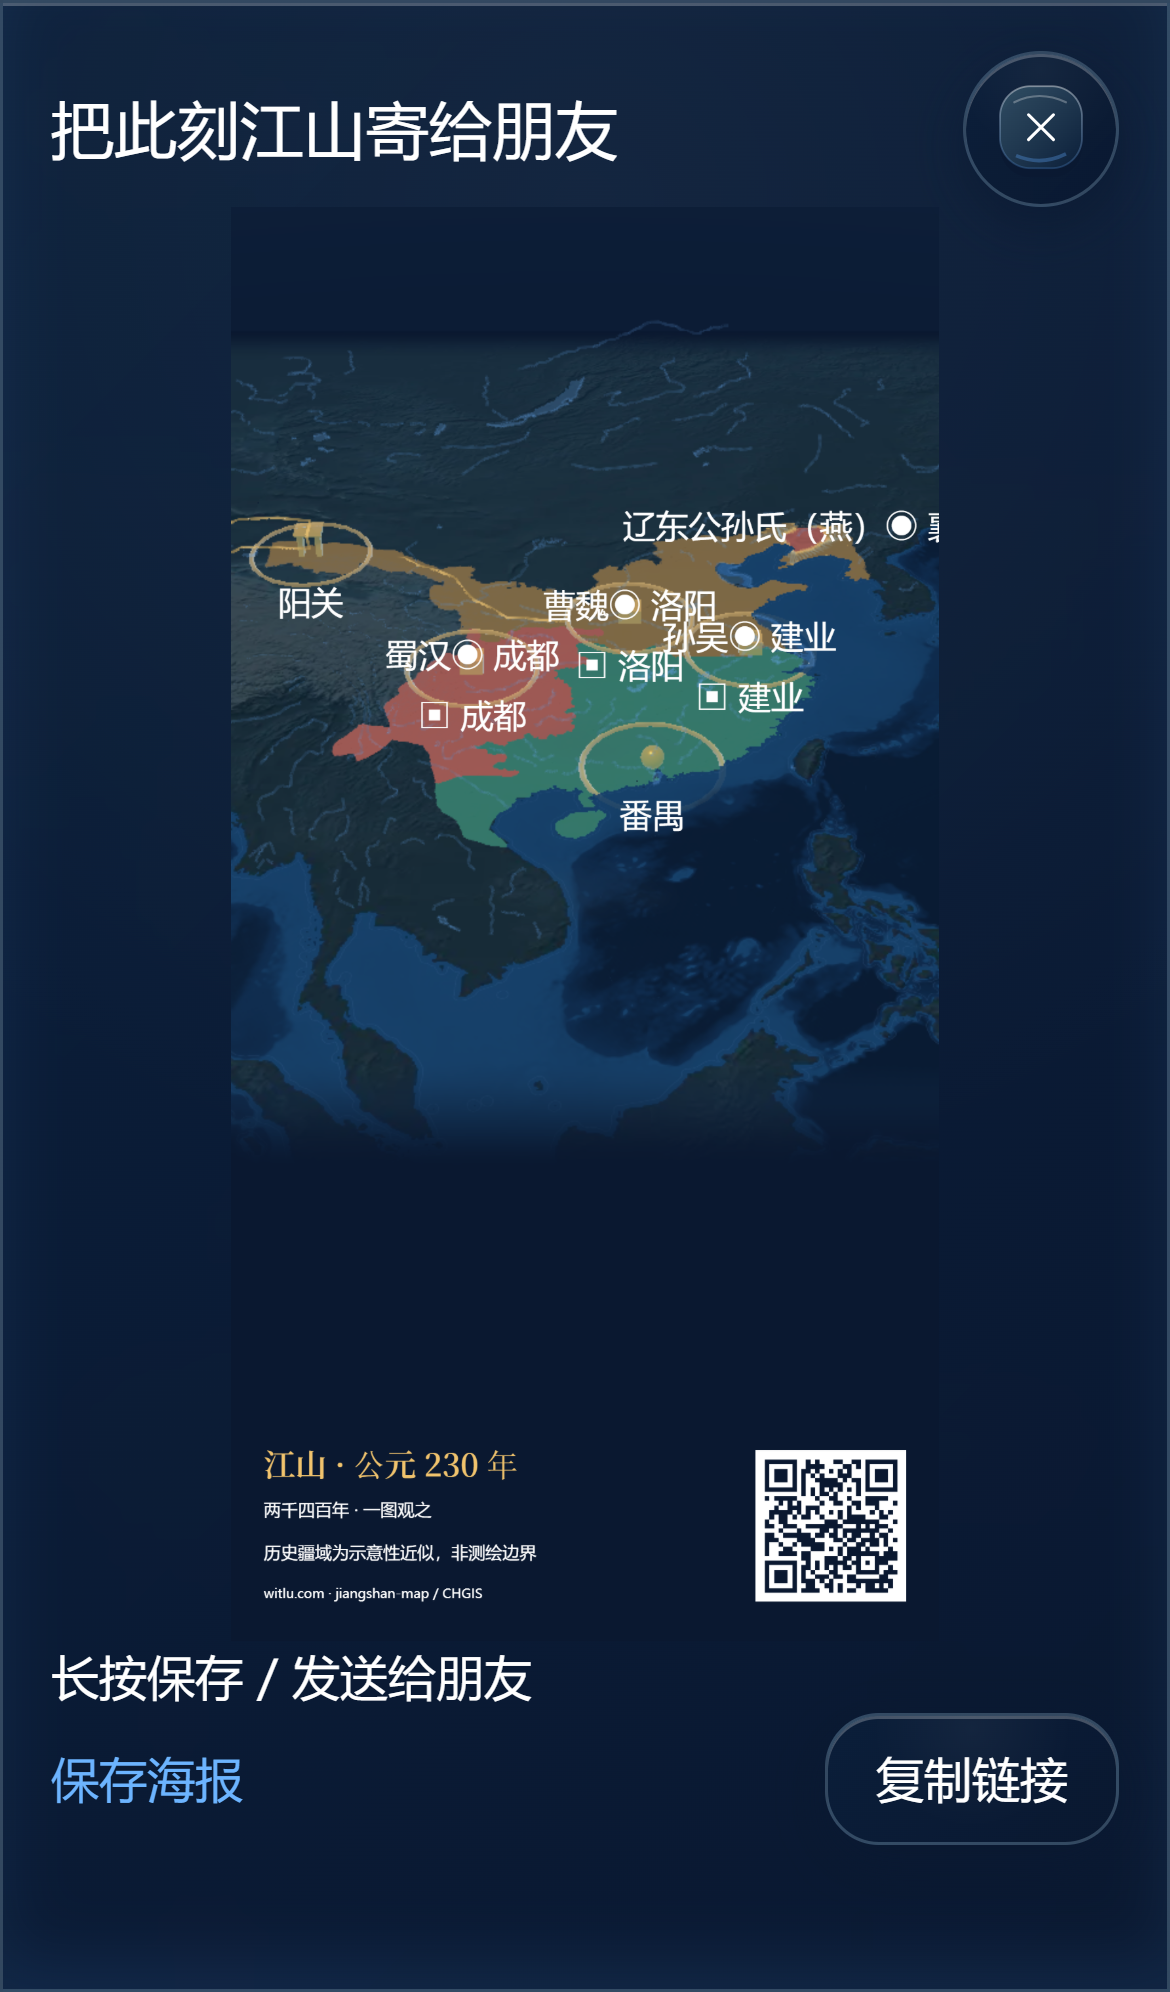 把此刻江山寄给朋友
辽东公孙氏（燕）
阳关
曹魏 洛阳
孙吴 建业
蜀汉 成都
洛阳
建业
成都
番禺
江山 · 公元 230 年
两千四百年 · 一图观之
历史疆域为示意性近似，非测绘边界
witlu.com · jiangshan-map / CHGIS
长按保存 / 发送给朋友
保存海报
复制链接